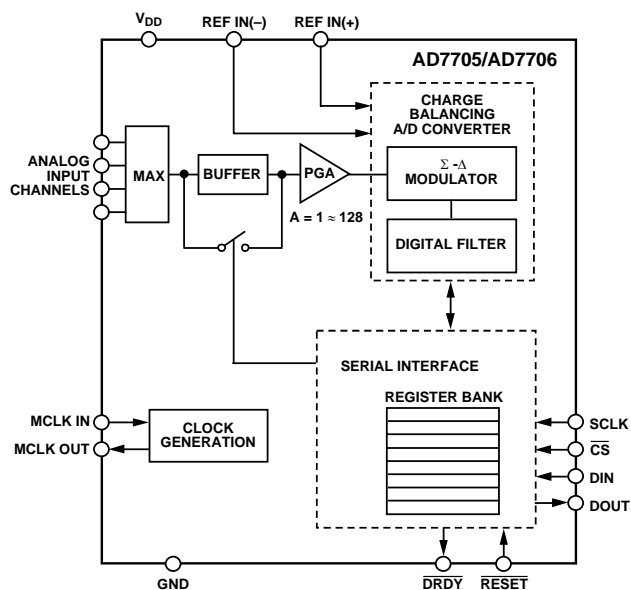 VDD
REF IN(–)
REF IN(+)
AD7705/AD7706
CHARGE
BALANCING
A/D CONVERTER
ANALOG
INPUT
CHANNELS
MAX
BUFFER
PGA
A = 1 ≈ 128
Σ -Δ
MODULATOR
DIGITAL FILTER
SERIAL INTERFACE
REGISTER BANK
MCLK IN
MCLK OUT
CLOCK
GENERATION
SCLK
CS
DIN
DOUT
GND
DRDY
RESET